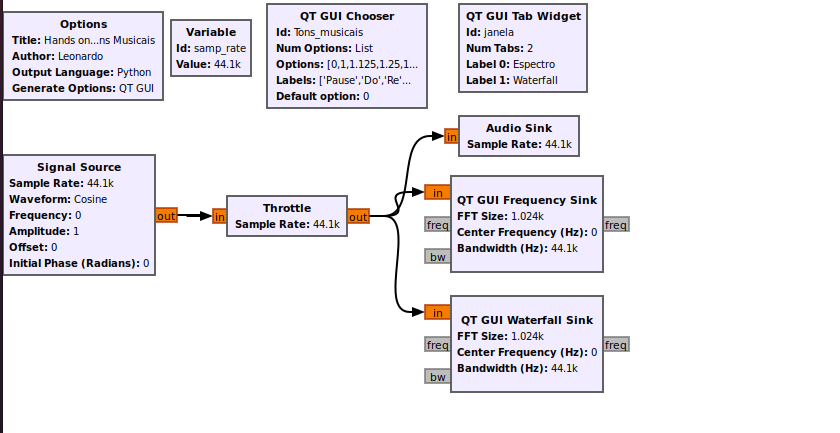 Options
Title: Hands on...ns Musicais
Author: Leonardo
Output Language: Python
Generate Options: QT GUI
Variable
Id: samp_rate
Value: 44.1k
QT GUI Chooser
Id: Tons_musicais
Num Options: List
Options: [0,1,1.125,1.25,1...
Labels: ['Pause','Do','Re'...
Default option: 0
QT GUI Tab Widget
Id: janela
Num Tabs: 2
Label 0: Espectro
Label 1: Waterfall
Signal Source
Sample Rate: 44.1k
Waveform: Cosine
Frequency: 0
Amplitude: 1
Offset: 0
Initial Phase (Radians): 0
out
in
Throttle
Sample Rate: 44.1k
out
in
Audio Sink
Sample Rate: 44.1k
in
freq
bw
QT GUI Frequency Sink
FFT Size: 1.024k
Center Frequency (Hz): 0
Bandwidth (Hz): 44.1k
freq
in
freq
bw
QT GUI Waterfall Sink
FFT Size: 1.024k
Center Frequency (Hz): 0
Bandwidth (Hz): 44.1k
freq